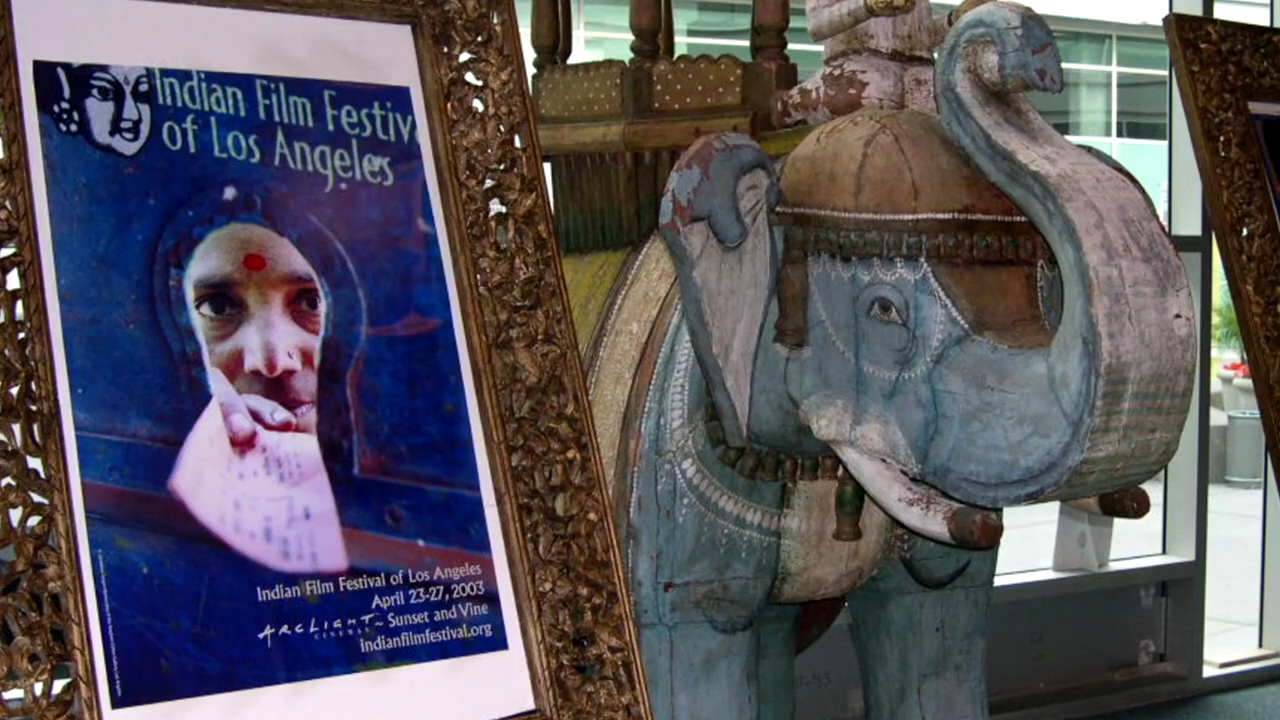 Indian Film Festiv
of Los Angeles
Indian Film Festival of Los Angeles
April 23-27, 2003
ARCLIGHT ~ Sunset and Vine
CINEMAS
indianfilmfestival.org